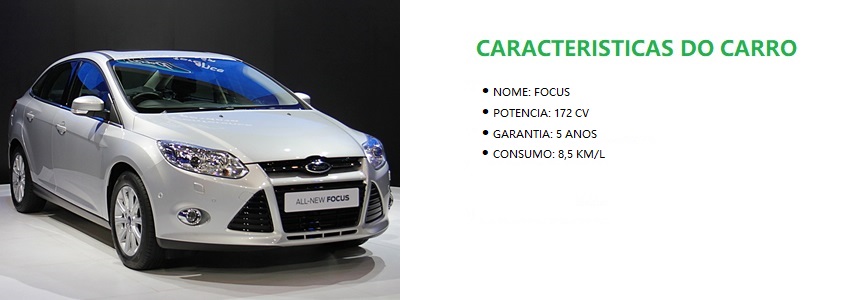 ALL-NEW FOCUS
CARACTERISTICAS DO CARRO
• NOME: FOCUS
• POTENCIA: 172 CV
• GARANTIA: 5 ANOS
• CONSUMO: 8,5 KM/L